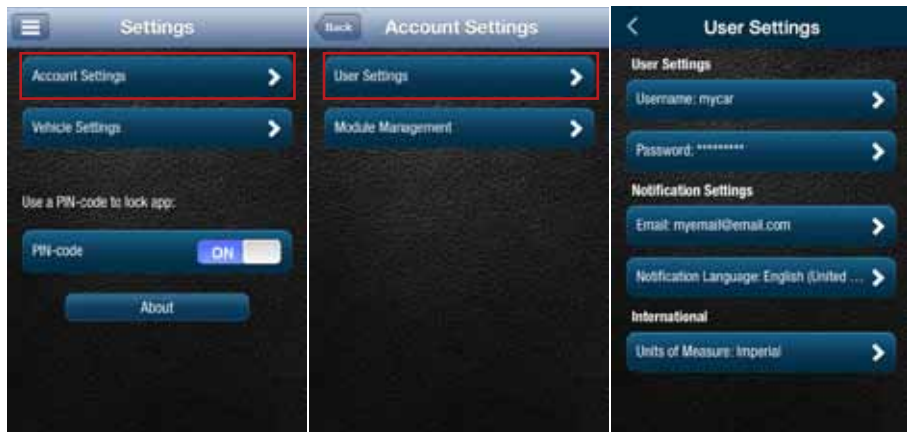 Settings
Account Settings
Vehicle Settings
Use a PIN-code to lock app:
PIN-code
ON
About
Back
Account Settings
User Settings
Module Management
User Settings
User Settings
Username: mycar
Password: *********
Notification Settings
Email: myemail@email.com
Notification Language: English (United ...
International
Units of Measure: Imperial